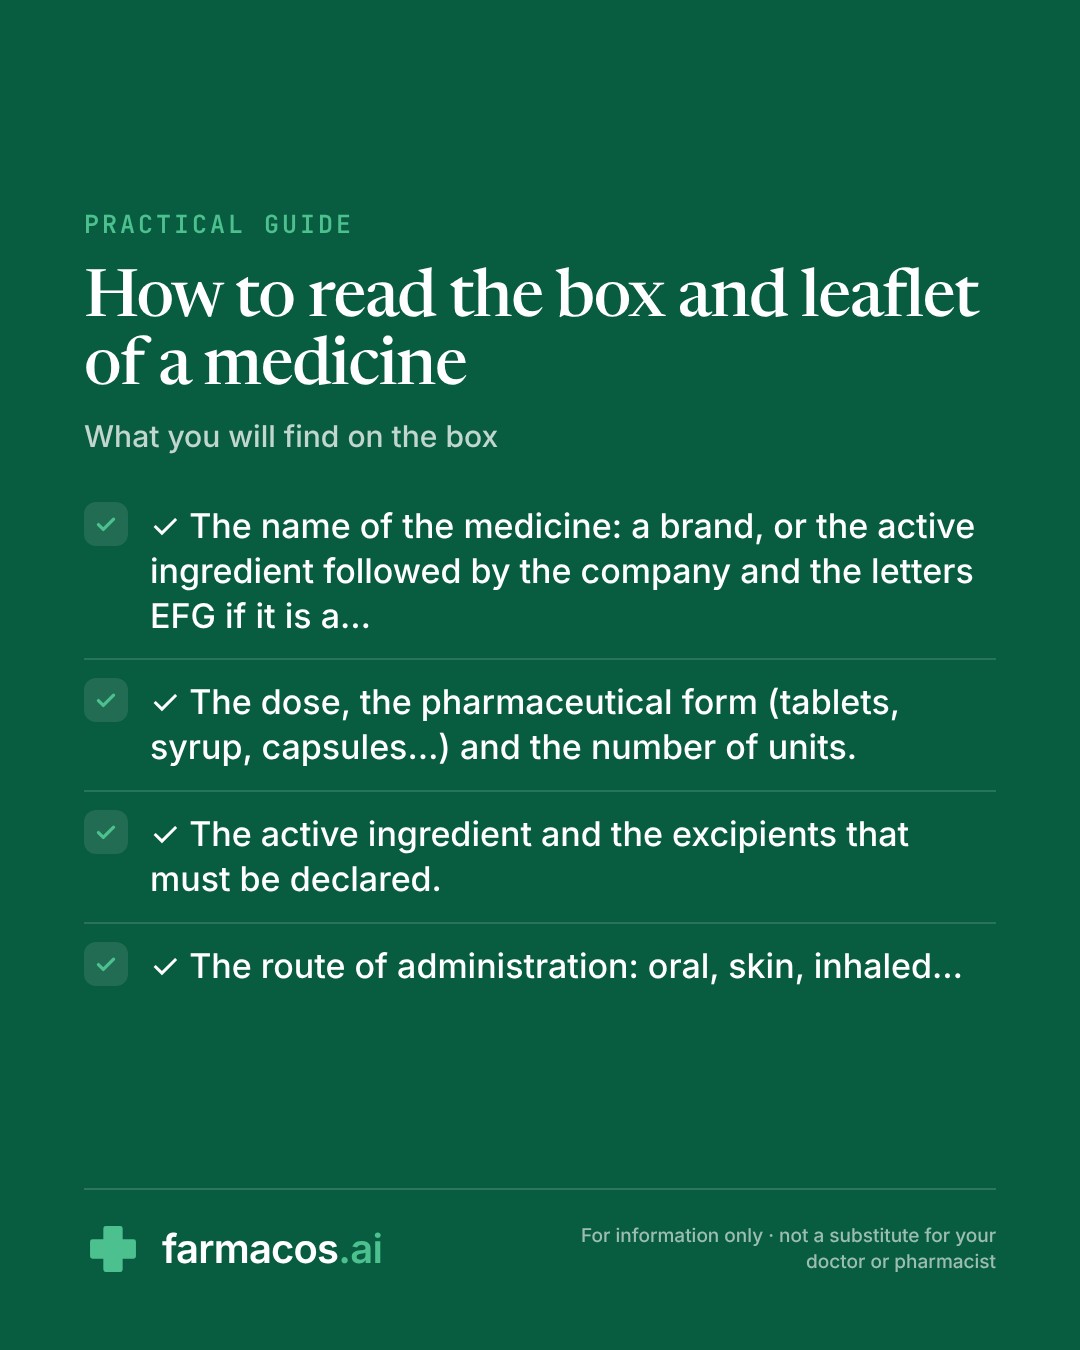 PRACTICAL GUIDE
How to read the box and leaflet
of a medicine
What you will find on the box
✓ The name of the medicine: a brand, or the active
ingredient followed by the company and the letters
EFG if it is a…
✓ The dose, the pharmaceutical form (tablets,
syrup, capsules…) and the number of units.
✓ The active ingredient and the excipients that
must be declared.
✓ The route of administration: oral, skin, inhaled…
farmacos.ai
For information only · not a substitute for your
doctor or pharmacist